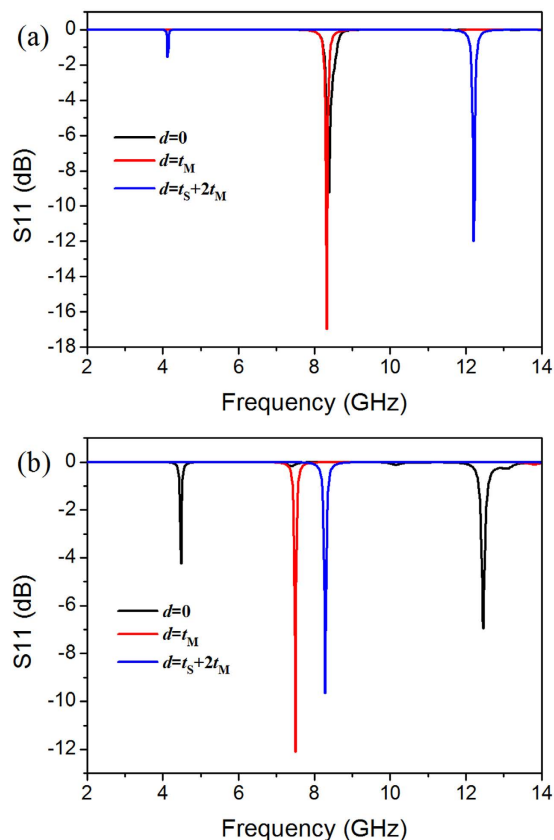 (a)
0
-2
-4
-6
-8
-10
-12
-14
-16
-18
S11 (dB)
d=0
d=tM
d=tS+2tM
2 4 6 8 10 12 14
Frequency (GHz)
(b)
0
-2
-4
-6
-8
-10
-12
S11 (dB)
d=0
d=tM
d=tS+2tM
2 4 6 8 10 12 14
Frequency (GHz)